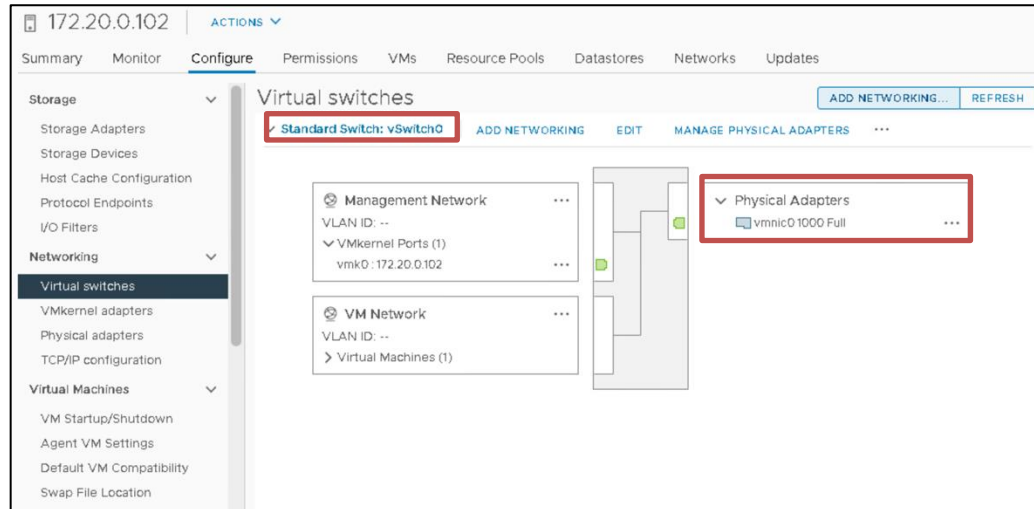 172.20.0.102 ACTIONS
Summary Monitor Configure Permissions VMs Resource Pools Datastores Networks Updates
Storage
Storage Adapters
Storage Devices
Host Cache Configuration
Protocol Endpoints
I/O Filters
Networking
Virtual switches
VMkernel adapters
Physical adapters
TCP/IP configuration
Virtual Machines
VM Startup/Shutdown
Agent VM Settings
Default VM Compatibility
Swap File Location
Virtual switches
ADD NETWORKING... REFRESH
Standard Switch: vSwitch0 ADD NETWORKING EDIT MANAGE PHYSICAL ADAPTERS ...
Management Network ...
VLAN ID: --
VMkernel Ports (1)
vmk0 : 172.20.0.102 ...
VM Network ...
VLAN ID: --
Virtual Machines (1)
Physical Adapters
vmnic0 1000 Full ...